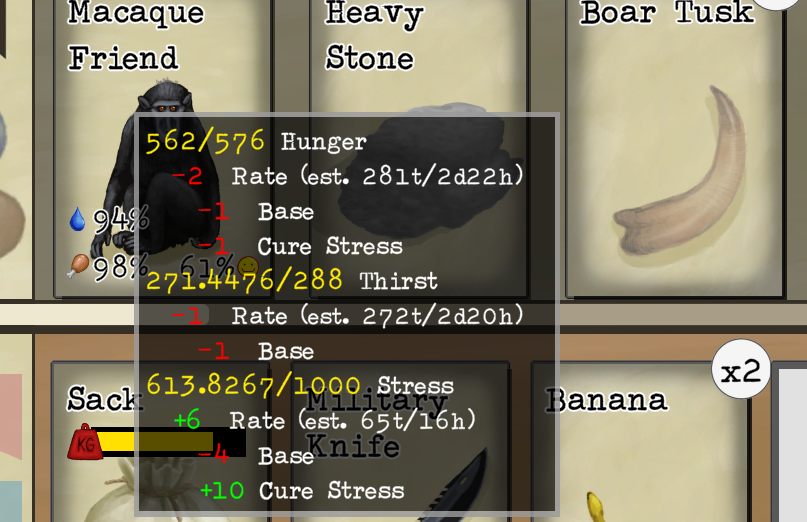 Macaque
Friend
Heavy
Stone
Boar Tusk
94%
98%
61%
562/576 Hunger
-2 Rate (est. 281t/2d22h)
-1 Base
-1 Cure Stress
271.4476/288 Thirst
-1 Rate (est. 272t/2d20h)
-1 Base
613.8267/1000 Stress
+6 Rate (est. 65t/16h)
-4 Base
+10 Cure Stress
Sack
KG
Military
Knife
Banana
x2